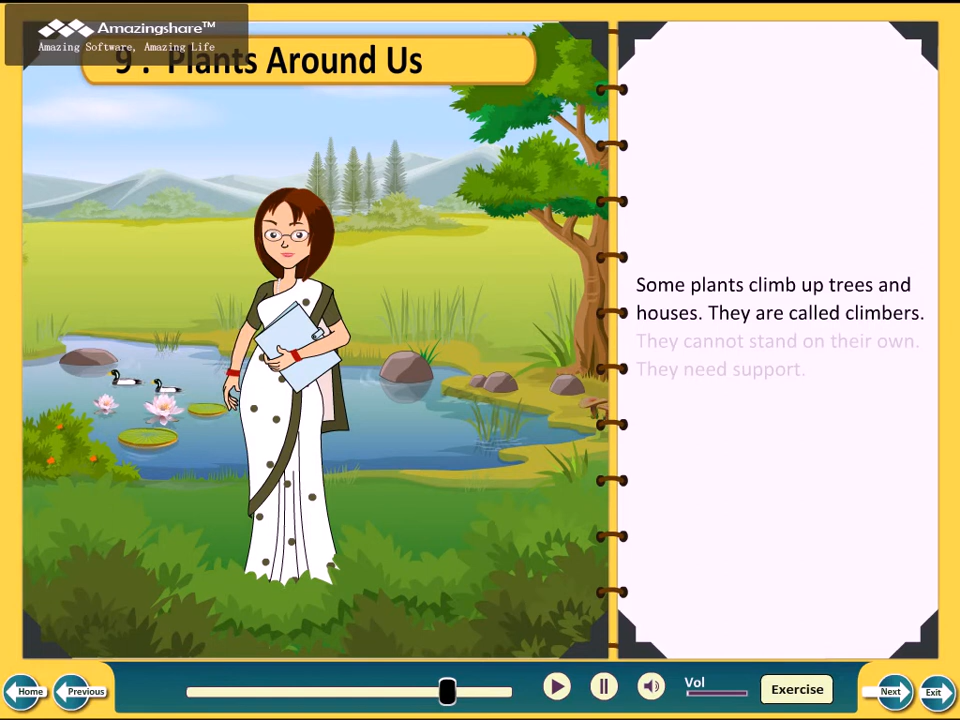 Amazingshare™
Amazing Software, Amazing Life
9 . Plants Around Us
Some plants climb up trees and
houses. They are called climbers.
They cannot stand on their own.
They need support.
Home
Previous
Vol
Exercise
Next
Exit